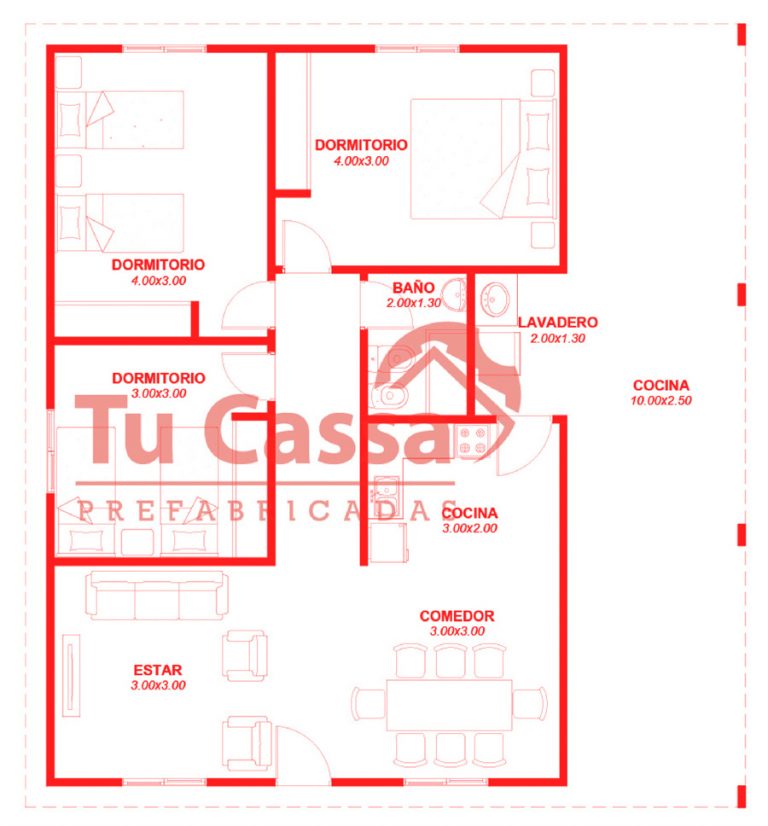 DORMITORIO
4.00x3.00
DORMITORIO
4.00x3.00
BAÑO
2.00x1.30
LAVADERO
2.00x1.30
DORMITORIO
3.00x3.00
COCINA
10.00x2.50
Tu Cassa
PREFABRICADAS
COCINA
3.00x2.00
COMEDOR
3.00x3.00
ESTAR
3.00x3.00